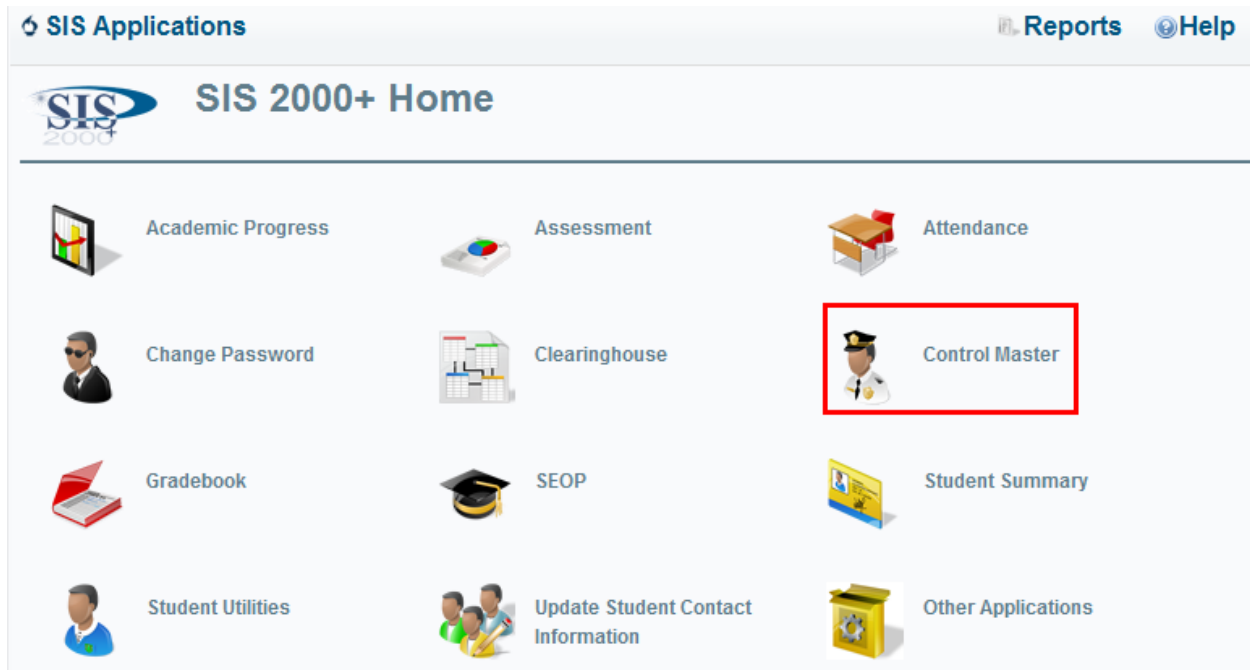 SIS Applications
Reports
Help
SIS
2000+
SIS 2000+ Home
Academic Progress
Assessment
Attendance
Change Password
Clearinghouse
Control Master
Gradebook
SEOP
Student Summary
Student Utilities
Update Student Contact
Information
Other Applications